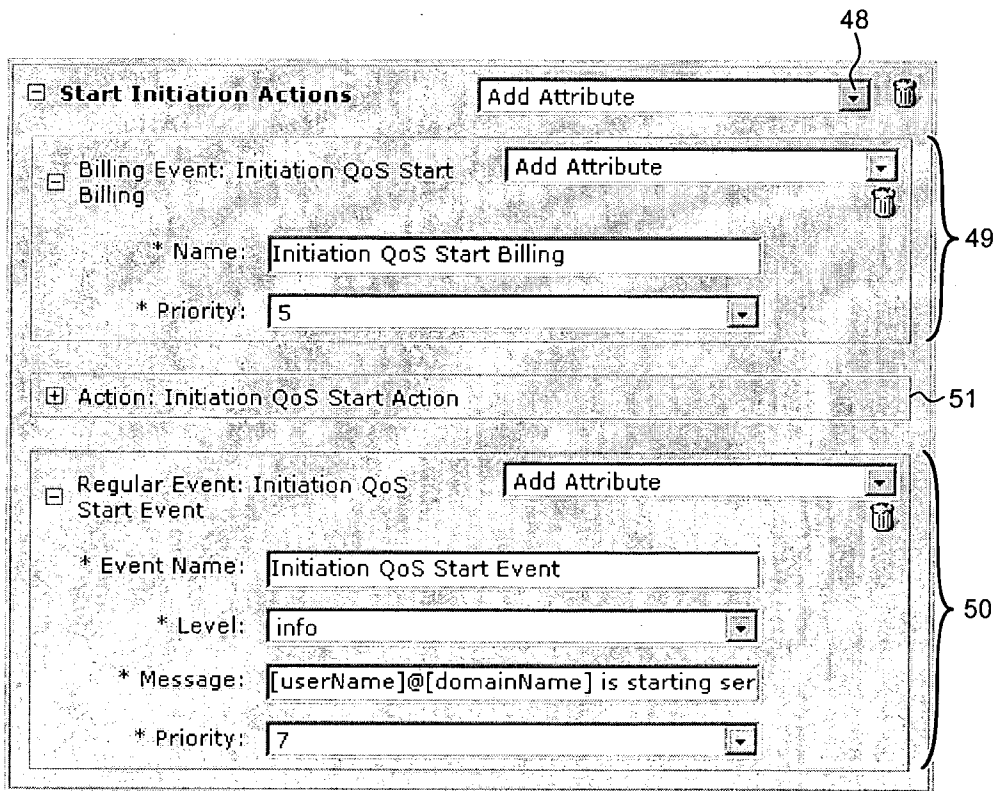 48
Start Initiation Actions Add Attribute
Billing Event: Initiation QoS Start Billing Add Attribute
49
* Name: Initiation QoS Start Billing
* Priority: 5
Action: Initiation QoS Start Action
51
Regular Event: Initiation QoS Start Event Add Attribute
* Event Name: Initiation QoS Start Event
* Level: info
50
* Message: [userName]@[domainName] is starting ser
* Priority: 7